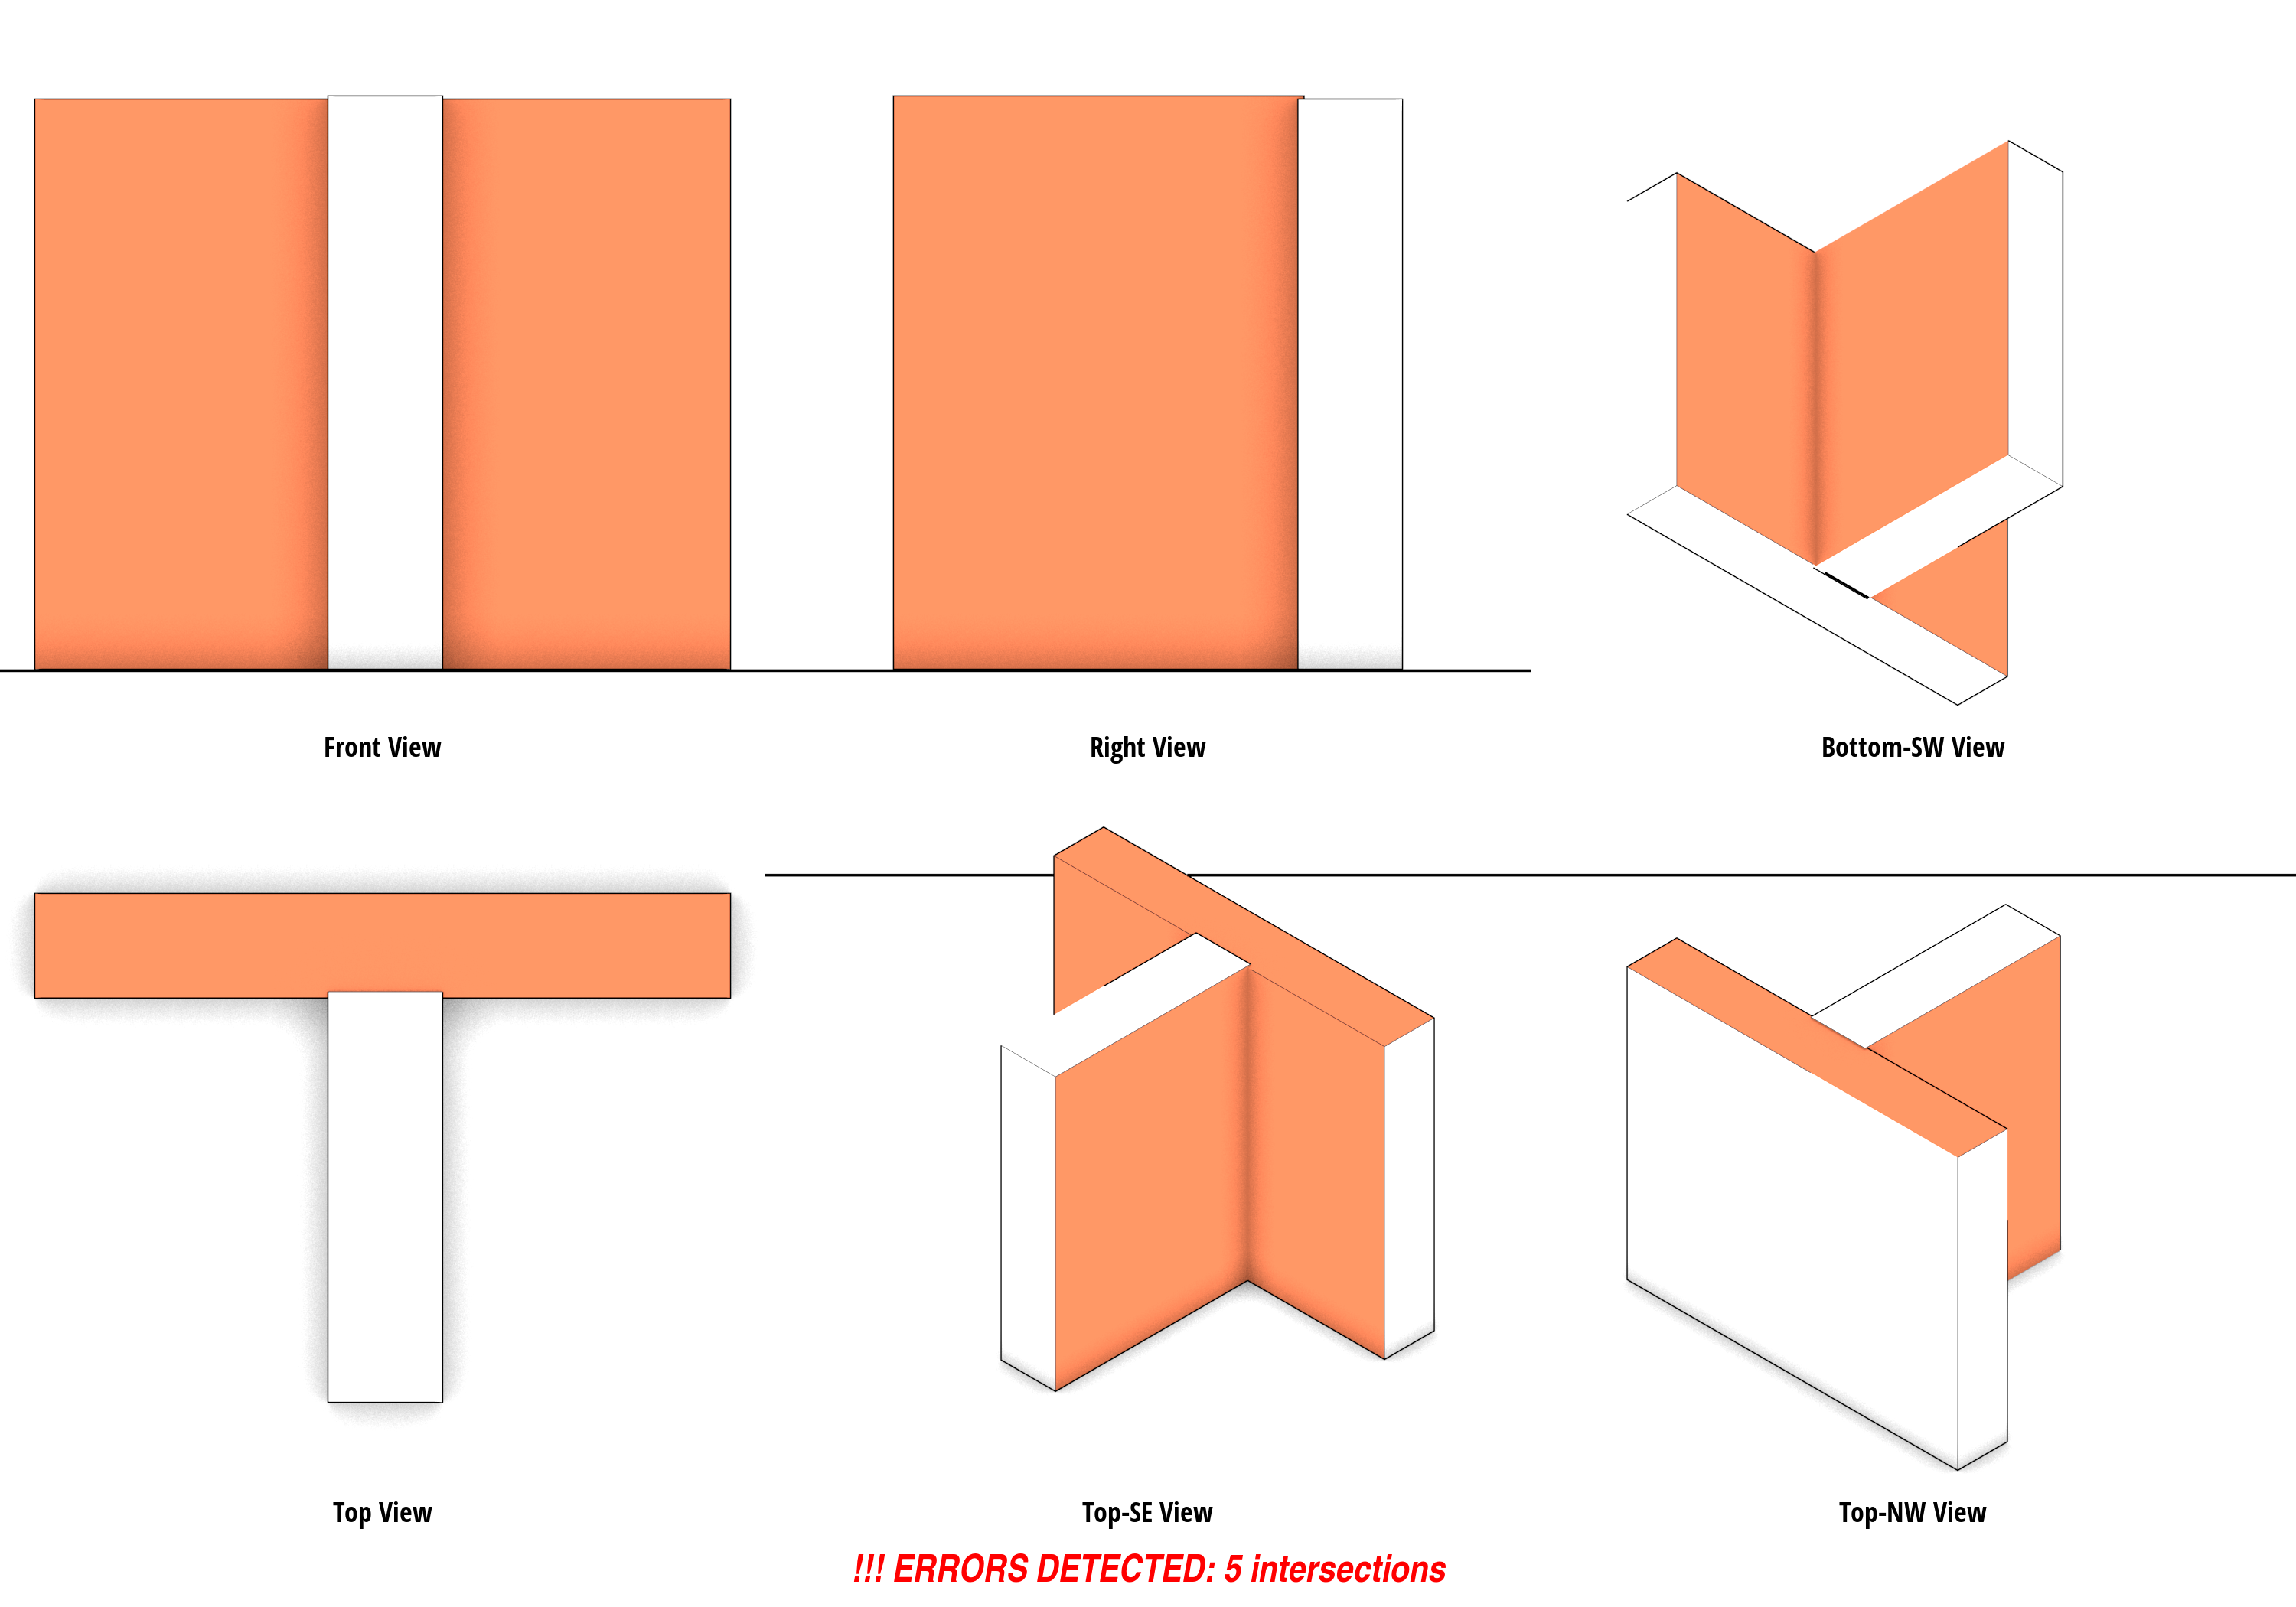 Front View
Right View
Bottom-SW View
Top View
Top-SE View
Top-NW View
!!! ERRORS DETECTED: 5 intersections